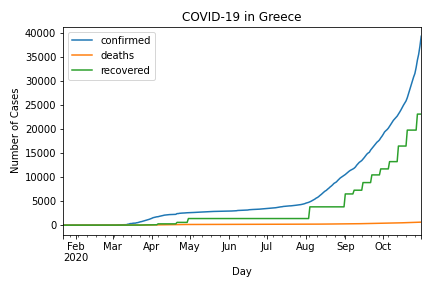 COVID-19 in Greece
confirmed
deaths
recovered
Number of Cases
40000
35000
30000
25000
20000
15000
10000
5000
0
Feb Mar Apr May Jun Jul Aug Sep Oct
2020
Day